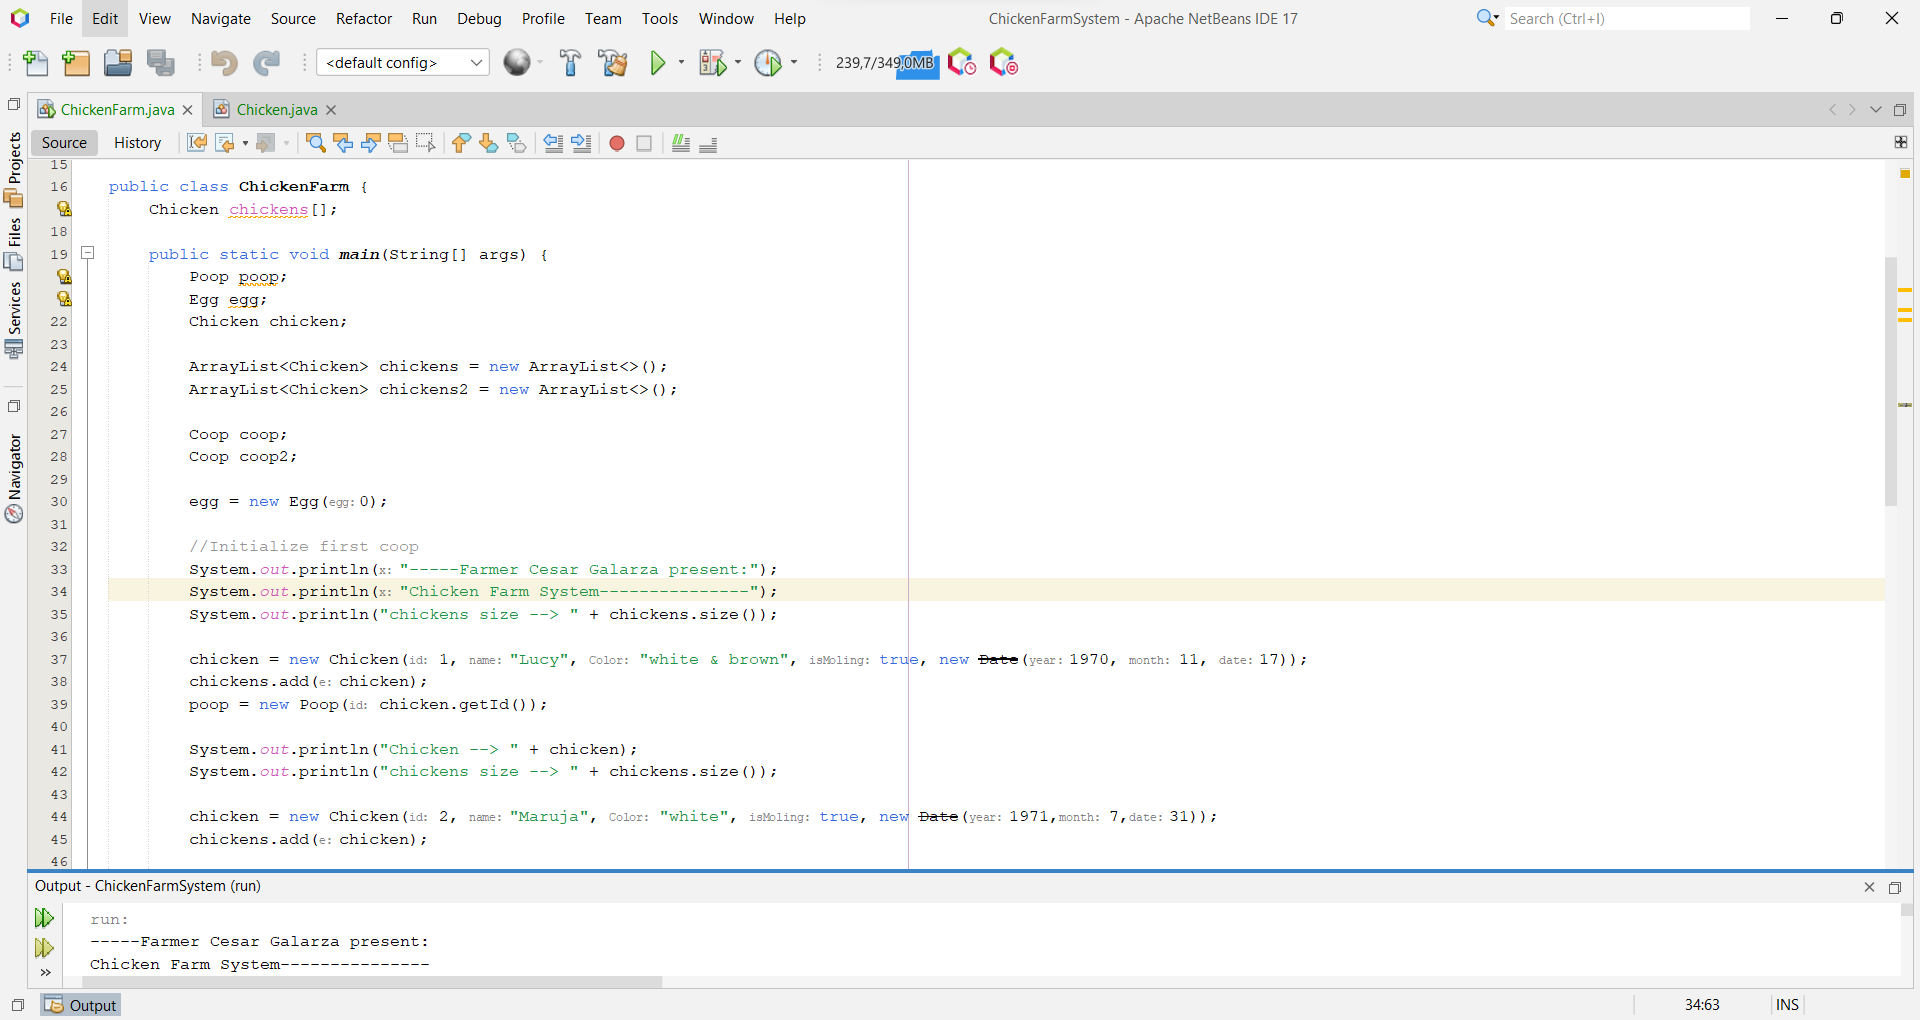 File Edit View Navigate Source Refactor Run Debug Profile Team Tools Window Help ChickenFarmSystem - Apache NetBeans IDE 17 Search (Ctrl+I)
<default config> 239,7/349,0MB
ChickenFarm.java Chicken.java
Source History
Projects
Files
Services
Navigator
15
16 public class ChickenFarm {
Chicken chickens[];
18
19 public static void main(String[] args) {
Poop poop;
Egg egg;
22 Chicken chicken;
23
24 ArrayList<Chicken> chickens = new ArrayList<>();
25 ArrayList<Chicken> chickens2 = new ArrayList<>();
26
27 Coop coop;
28 Coop coop2;
29
30 egg = new Egg(egg: 0);
31
32 //Initialize first coop
33 System.out.println(x: "-----Farmer Cesar Galarza present:");
34 System.out.println(x: "Chicken Farm System---------------");
35 System.out.println("chickens size --> " + chickens.size());
36
37 chicken = new Chicken(id: 1, name: "Lucy", Color: "white & brown", isMoling: true, new Date(year: 1970, month: 11, date: 17));
38 chickens.add(e: chicken);
39 poop = new Poop(id: chicken.getId());
40
41 System.out.println("Chicken --> " + chicken);
42 System.out.println("chickens size --> " + chickens.size());
43
44 chicken = new Chicken(id: 2, name: "Maruja", Color: "white", isMoling: true, new Date(year: 1971,month: 7,date: 31));
45 chickens.add(e: chicken);
46
Output - ChickenFarmSystem (run)
run:
-----Farmer Cesar Galarza present:
Chicken Farm System---------------
Output 34:63 INS